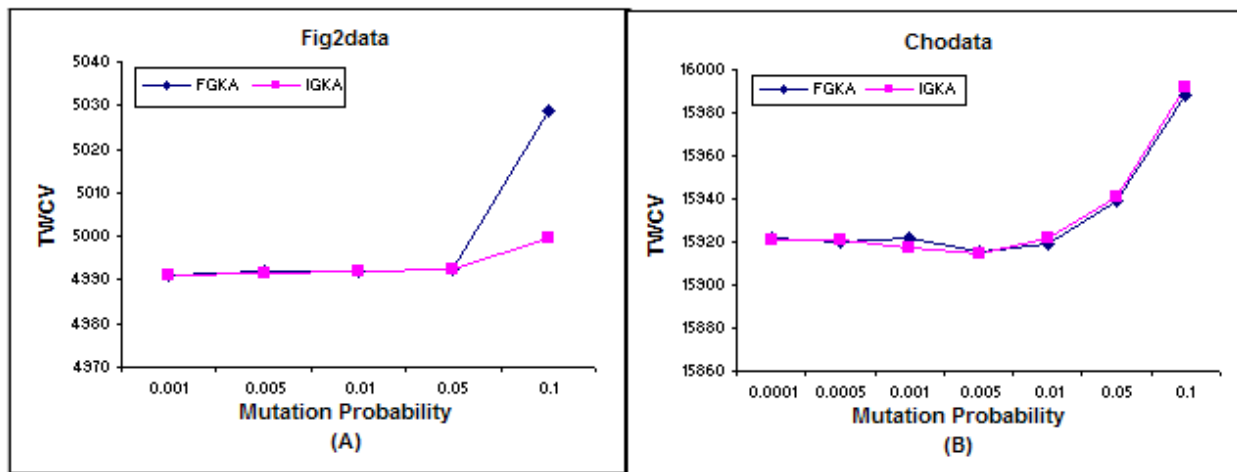 Fig2data
FGKA IGKA
5040
5030
5020
5010
5000
4990
4980
4970
TWCV
0.001 0.005 0.01 0.05 0.1
Mutation Probability
(A)
Chodata
FGKA IGKA
16000
15980
15960
15940
15920
15900
15880
15860
TWCV
0.0001 0.0005 0.001 0.005 0.01 0.05 0.1
Mutation Probability
(B)